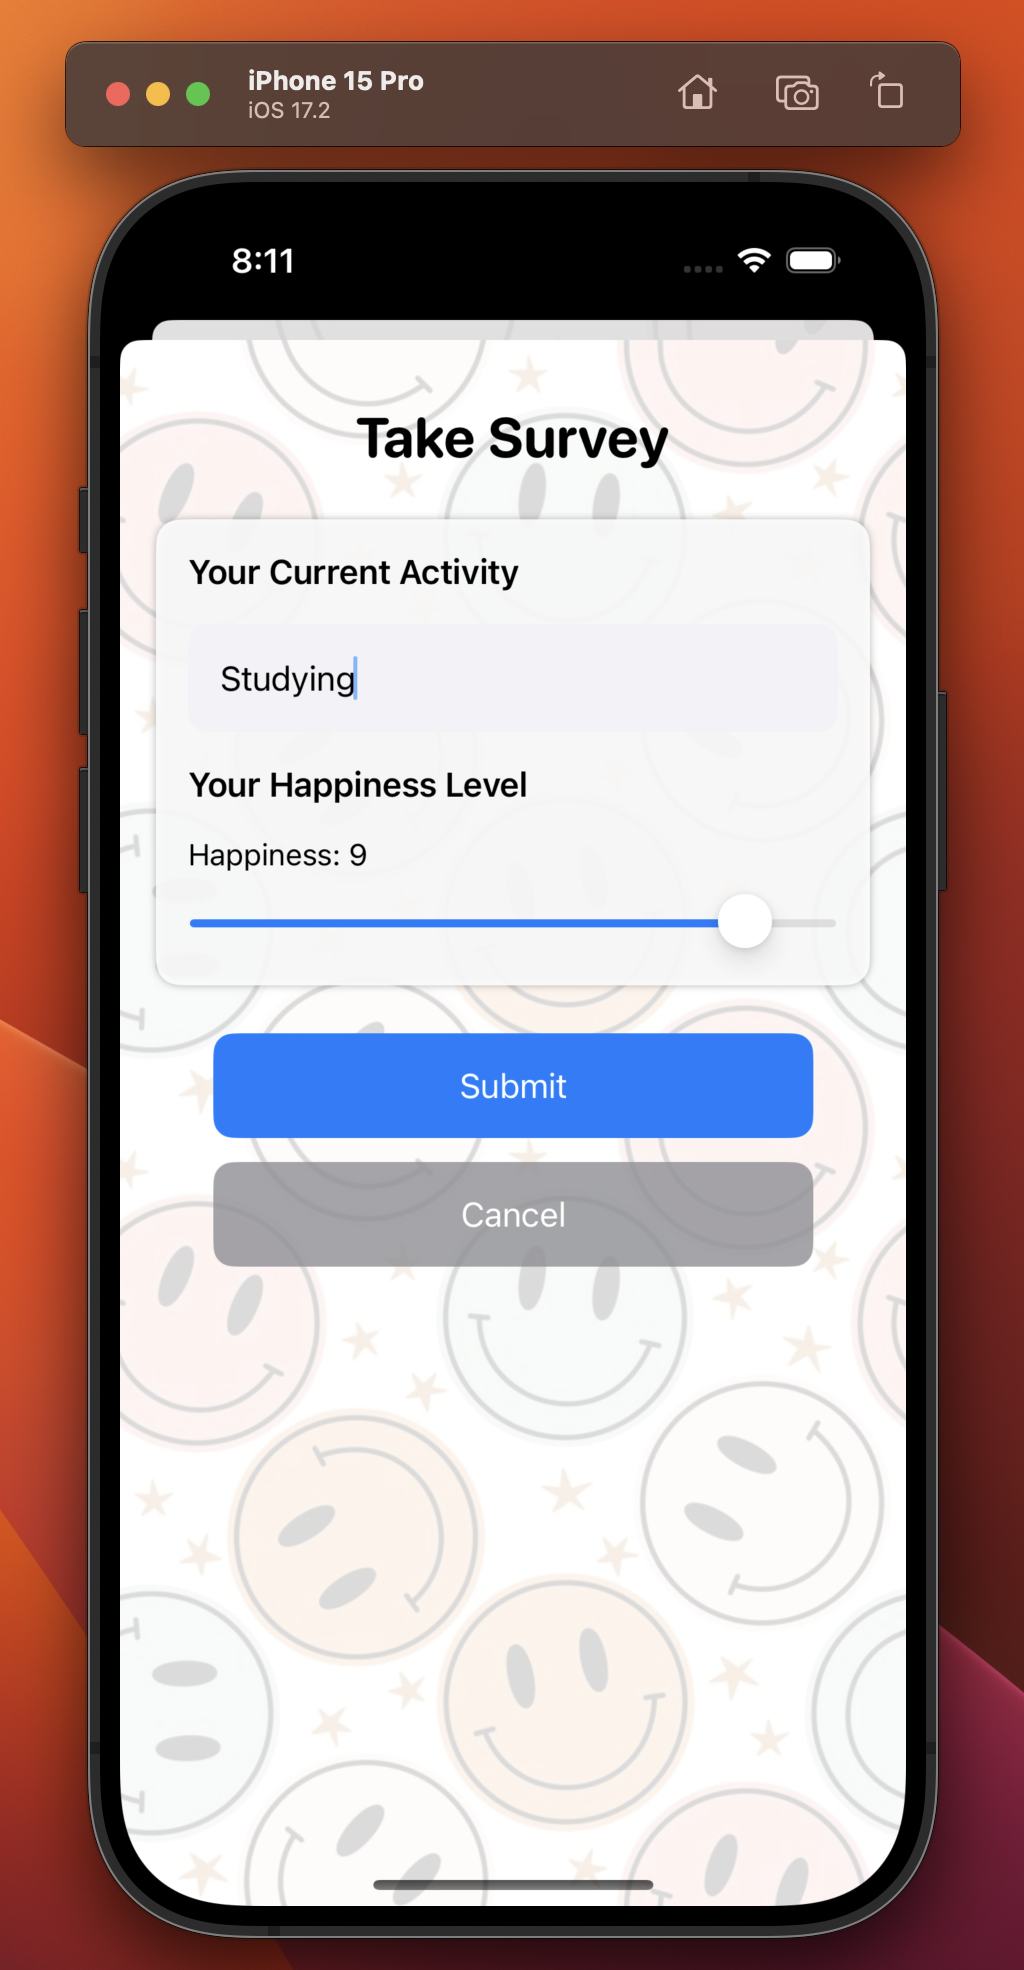 iPhone 15 Pro
iOS 17.2
8:11
Take Survey
Your Current Activity
Studying
Your Happiness Level
Happiness: 9
Submit
Cancel